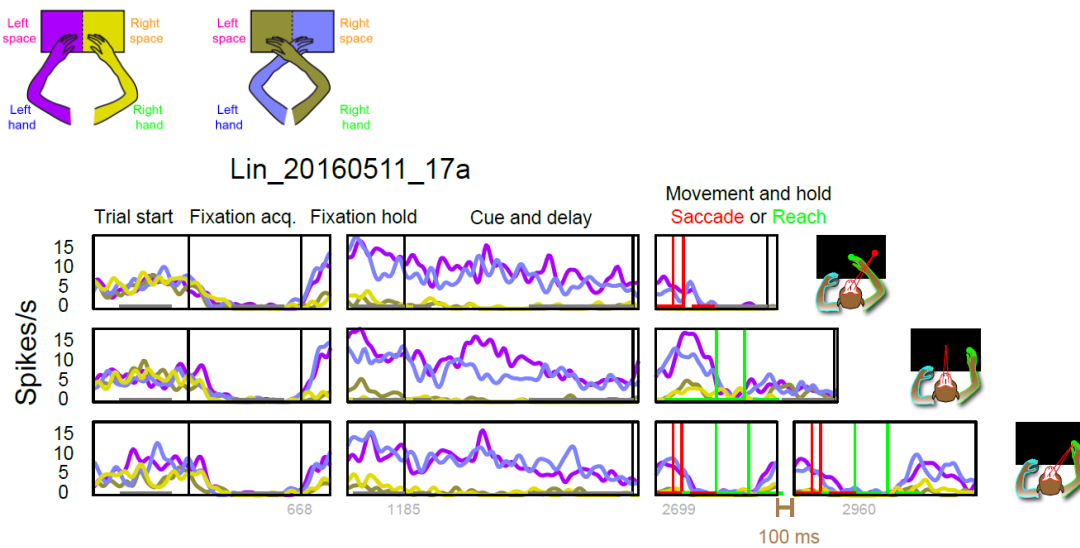 Left space
Right space
Left space
Right space
Left hand
Right hand
Left hand
Right hand
Lin_20160511_17a
Movement and hold
Trial start Fixation acq. Fixation hold Cue and delay Saccade or Reach
Spikes/s
15
10
5
0
15
10
5
0
15
10
5
0
668 1185 2699 2960
100 ms